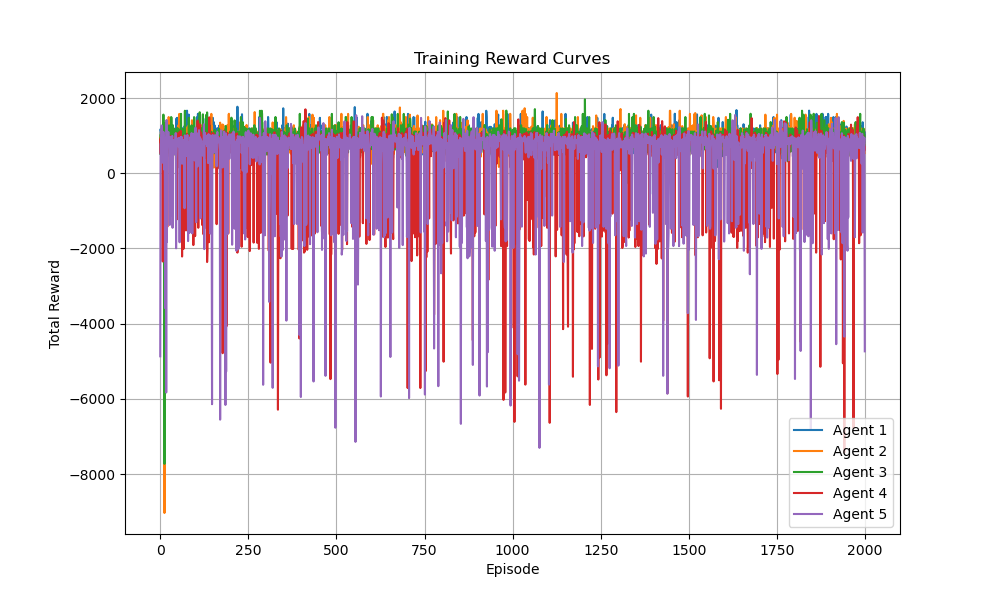 Training Reward Curves
Total Reward
2000
0
−2000
−4000
−6000
−8000
0 250 500 750 1000 1250 1500 1750 2000
Episode
Agent 1
Agent 2
Agent 3
Agent 4
Agent 5